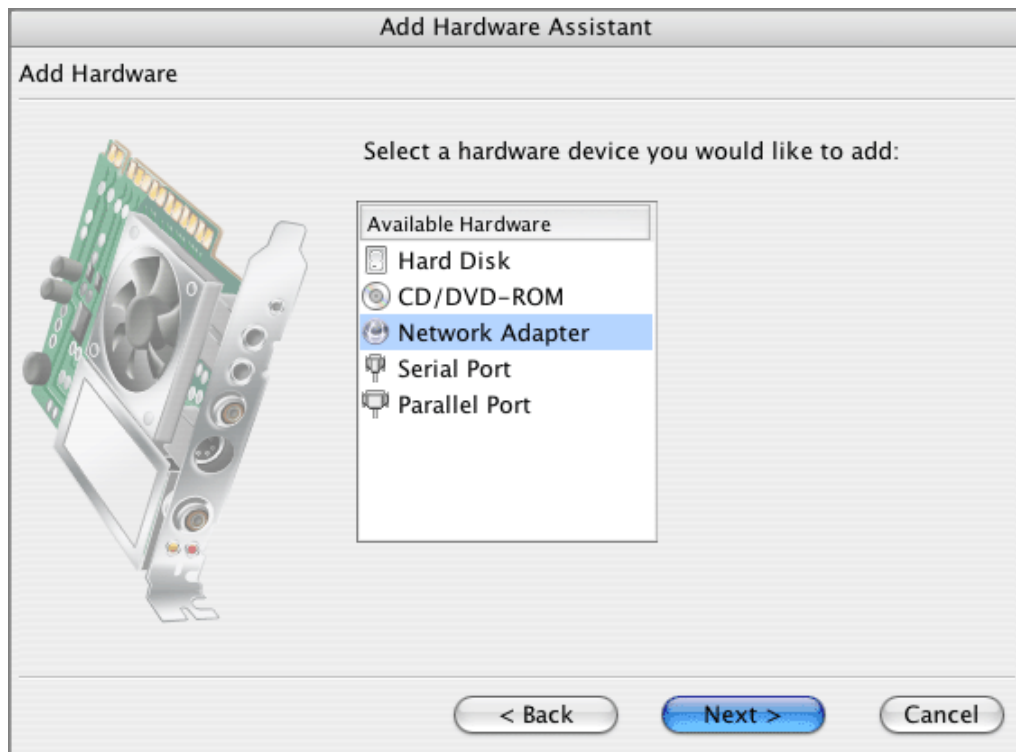 Add Hardware Assistant
Add Hardware
Select a hardware device you would like to add:
Available Hardware
Hard Disk
CD/DVD-ROM
Network Adapter
Serial Port
Parallel Port
< Back
Next >
Cancel